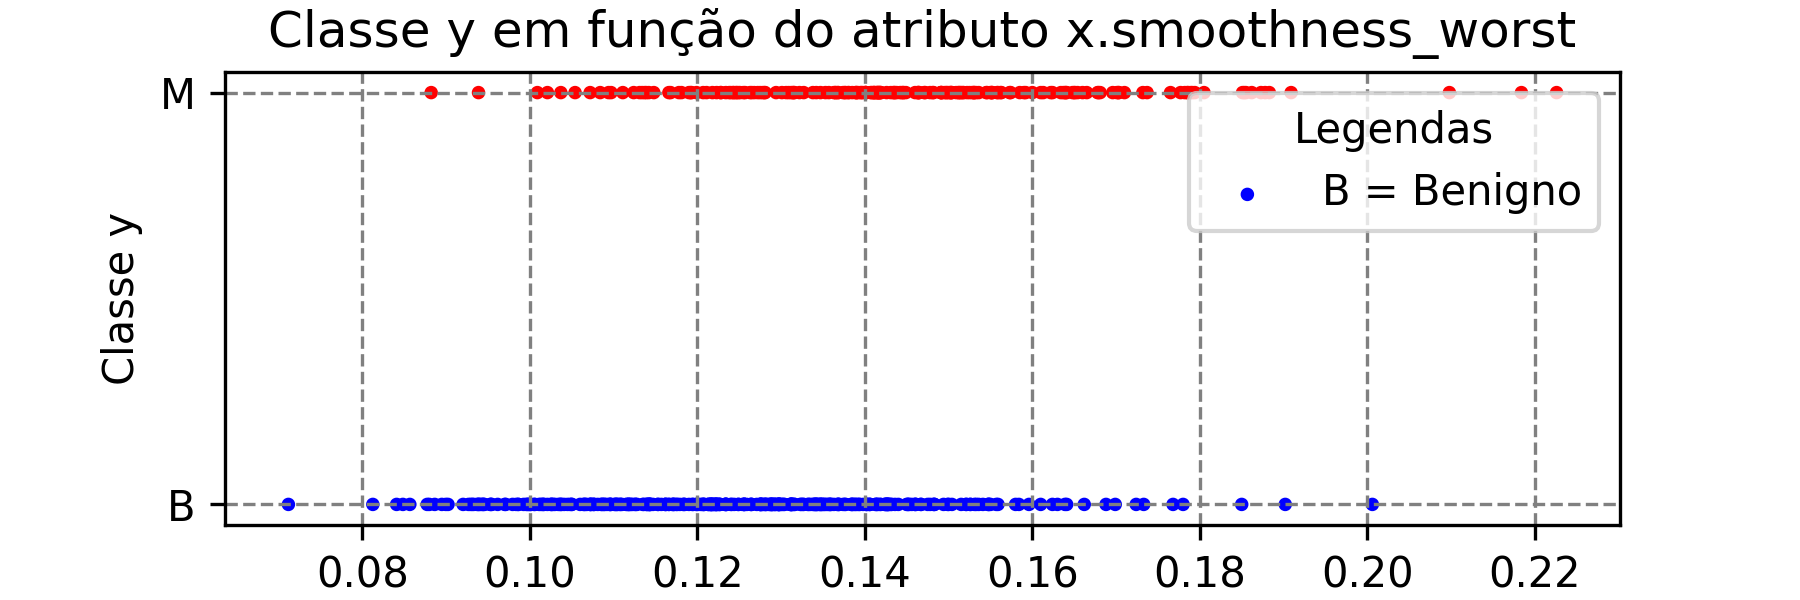 Classe y em função do atributo x.smoothness_worst
M
Legendas
B = Benigno
Classe y
B
0.08 0.10 0.12 0.14 0.16 0.18 0.20 0.22